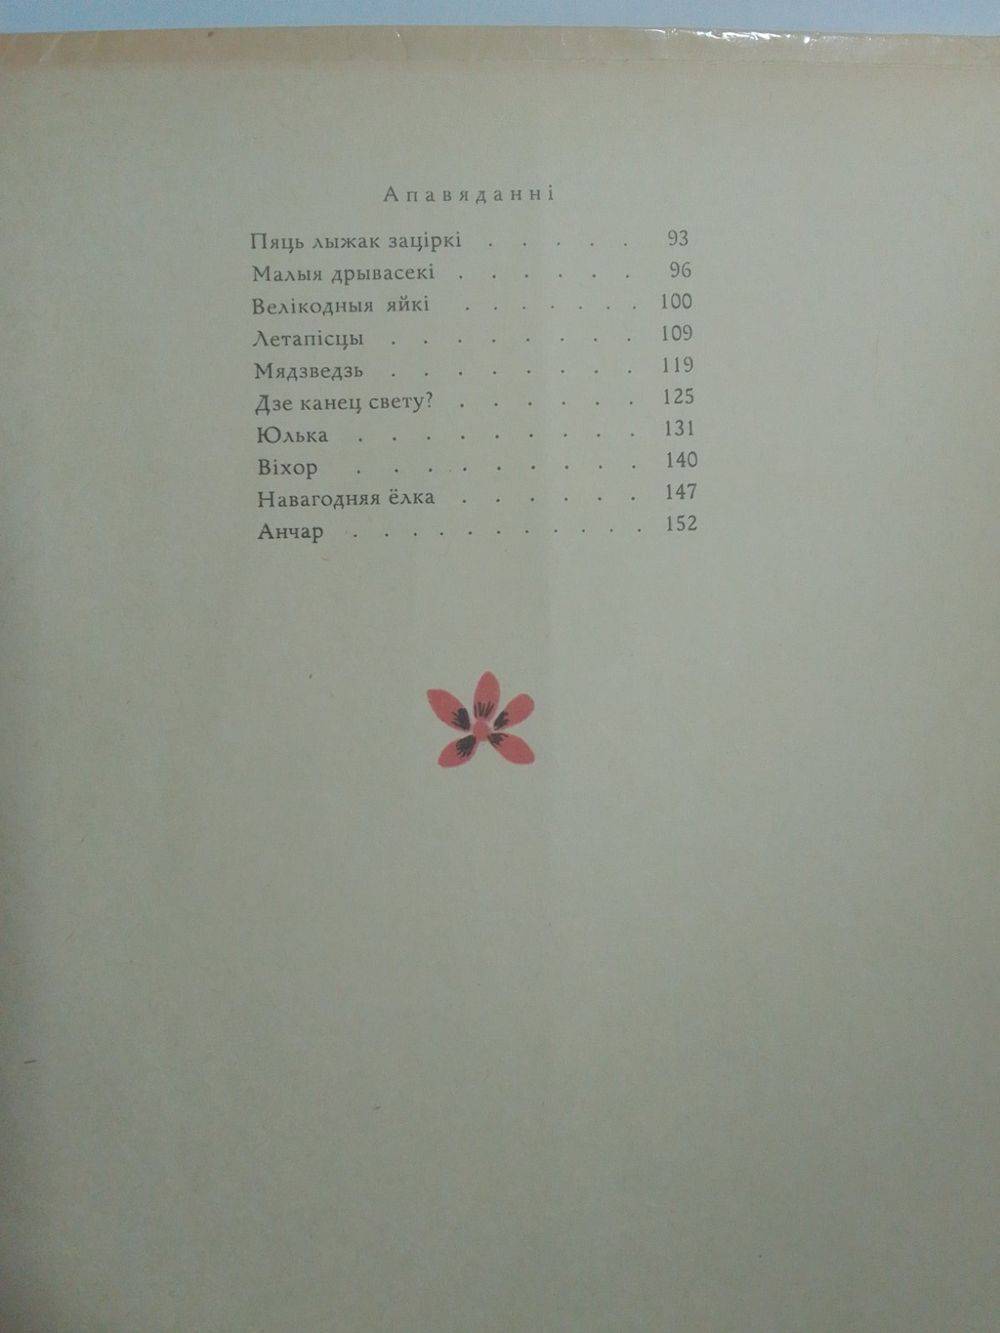 Апавяданні
Пяць лыжак зацiркi . . . . . 93
Малыя дрывасекі . . . . . . 96
Велікодныя яйкі . . . . . . 100
Летапісцы . . . . . . . . 109
Мядзведзь . . . . . . . . 119
Дзе канец свету? . . . . . . 125
Юлька . . . . . . . . . 131
Віхор . . . . . . . . . 140
Навагодняя ёлка . . . . . . 147
Анчар . . . . . . . . . . . 152